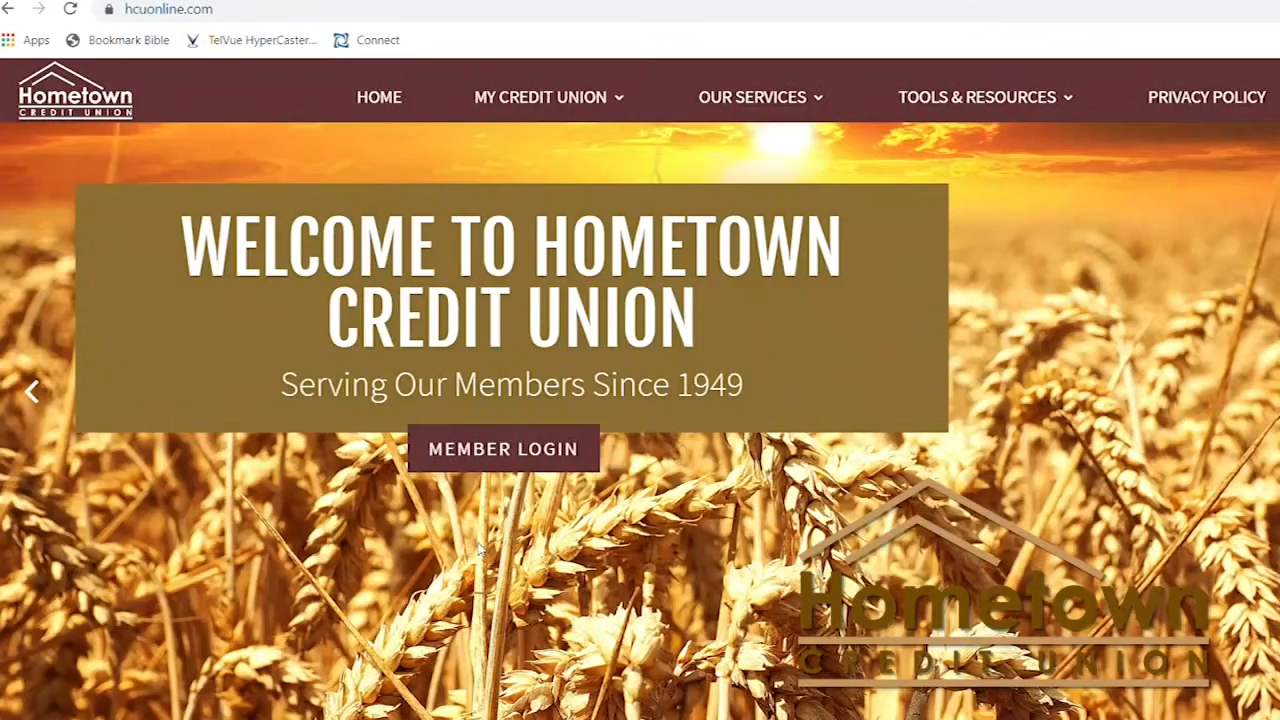 hcuonline.com
Apps Bookmark Bible TelVue HyperCaster... Connect
Hometown
CREDIT UNION
HOME MY CREDIT UNION OUR SERVICES TOOLS & RESOURCES PRIVACY POLICY
WELCOME TO HOMETOWN
CREDIT UNION
Serving Our Members Since 1949
MEMBER LOGIN
Hometown
CREDIT UNION